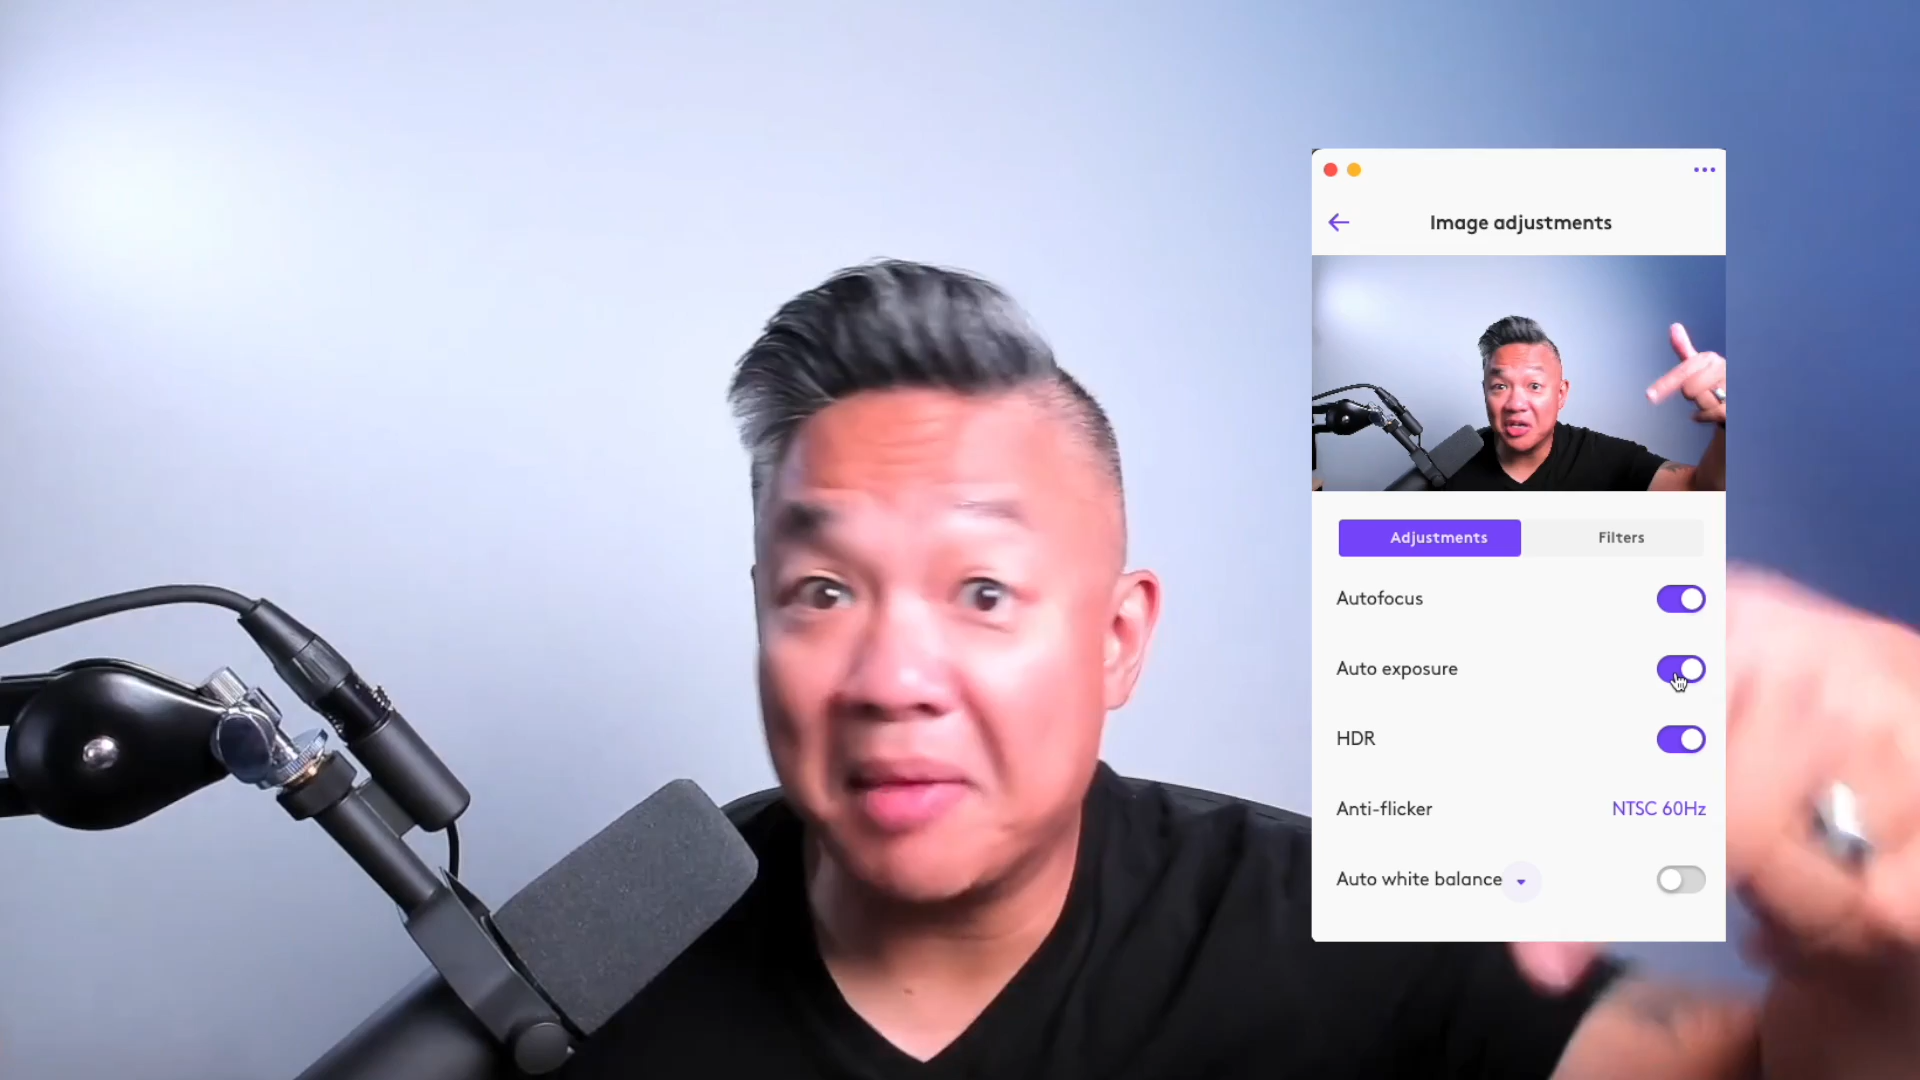 Image adjustments
Adjustments Filters
Autofocus
Auto exposure
HDR
Anti-flicker NTSC 60Hz
Auto white balance